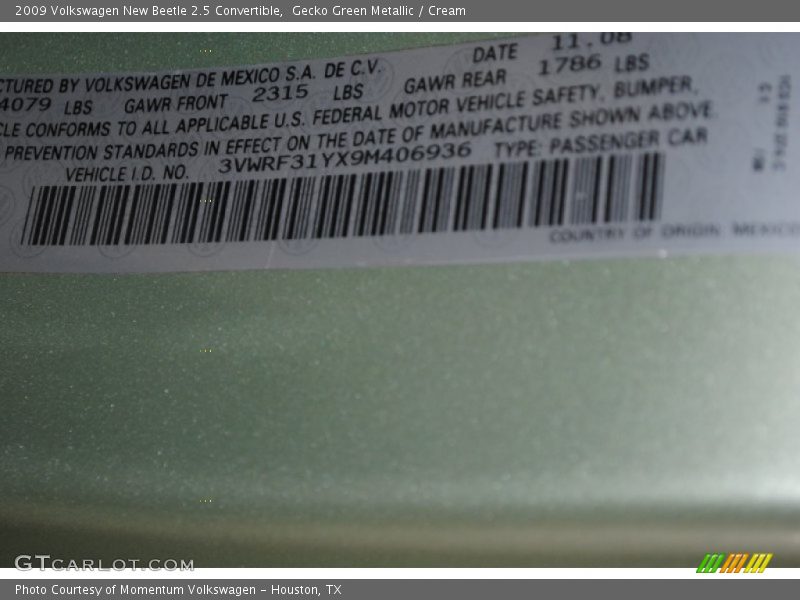 2009 Volkswagen New Beetle 2.5 Convertible,  Gecko Green Metallic / Cream
CTURED BY VOLKSWAGEN DE MEXICO S.A. DE C.V. DATE 11.08
4079 LBS GAWR FRONT 2315 LBS GAWR REAR 1786 LBS
CLE CONFORMS TO ALL APPLICABLE U.S. FEDERAL MOTOR VEHICLE SAFETY, BUMPER,
PREVENTION STANDARDS IN EFFECT ON THE DATE OF MANUFACTURE SHOWN ABOVE.
VEHICLE I.D. NO. 3VWRF31YX9M406936 TYPE: PASSENGER CAR
COUNTRY OF ORIGIN: MEXICO
GTCARLOT.COM
Photo Courtesy of Momentum Volkswagen – Houston, TX